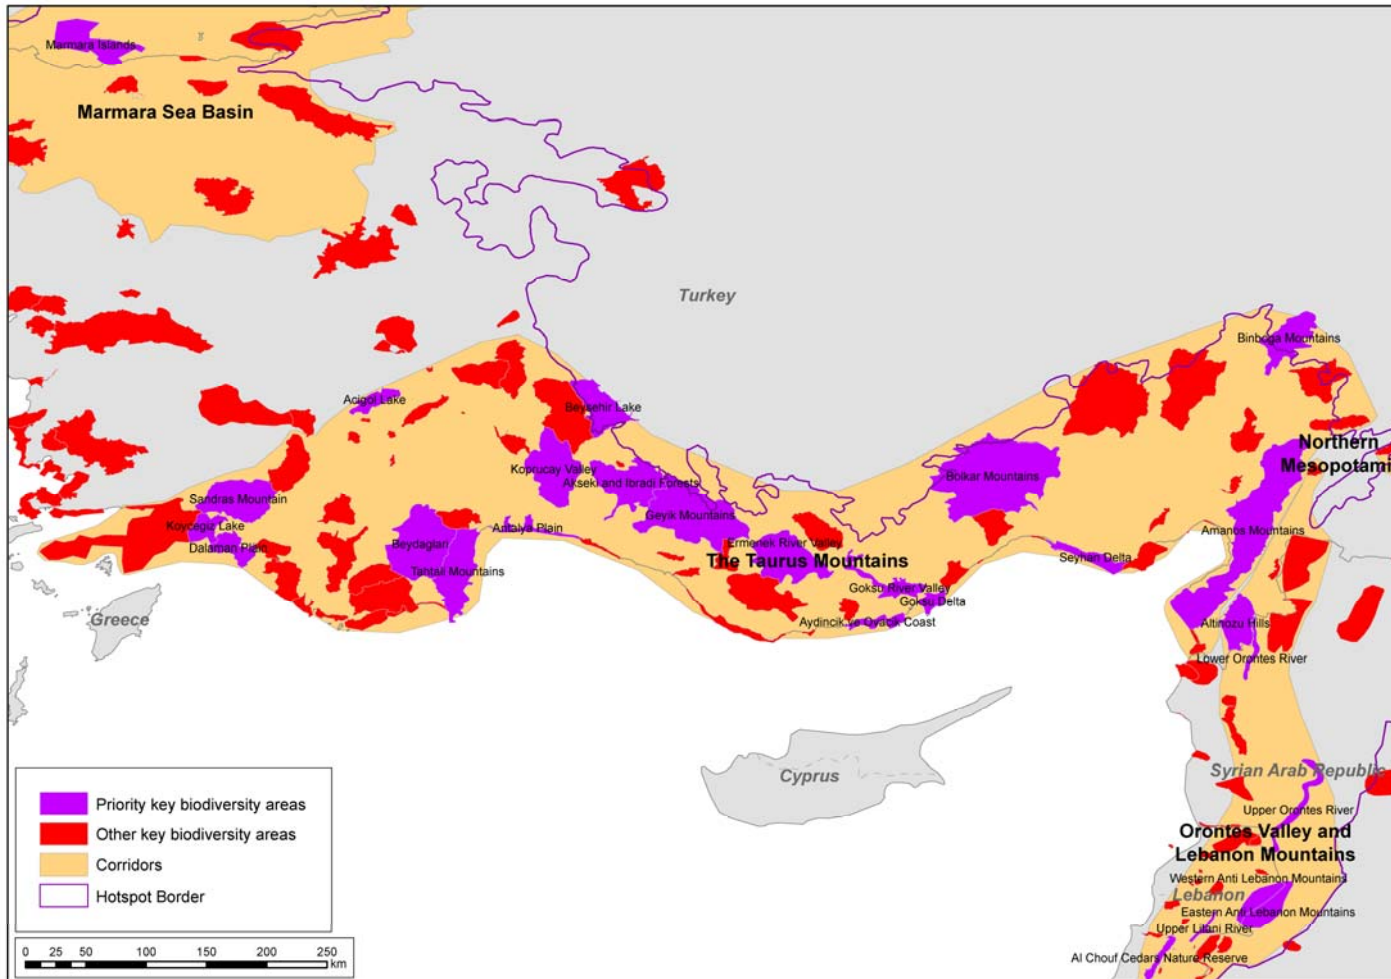 Marmara Islands
Marmara Sea Basin
Turkey
Binboga Mountains
Acigol Lake
Beysehir Lake
Northern
Mesopotami
Koprucay Valley
Akseki and Ibradi Forests
Bolkar Mountains
Sandras Mountain
Geyik Mountains
Koycegiz Lake
Antalya Plain
Amanos Mountains
Dalaman Plain
Beydaglari
Ermenek River Valley
The Taurus Mountains
Seyhan Delta
Tahtali Mountains
Goksu River Valley
Goksu Delta
Greece
Aydincik ve Ovacik Coast
Altinozu Hills
Lower Orontes River
Cyprus
Syrian Arab Republic
Upper Orontes River
Orontes Valley and
Lebanon Mountains
Western Anti Lebanon Mountains
Lebanon
Eastern Anti Lebanon Mountains
Upper Litani River
Al Chouf Cedars Nature Reserve
Priority key biodiversity areas
Other key biodiversity areas
Corridors
Hotspot Border
0 25 50 100 150 200 250
km